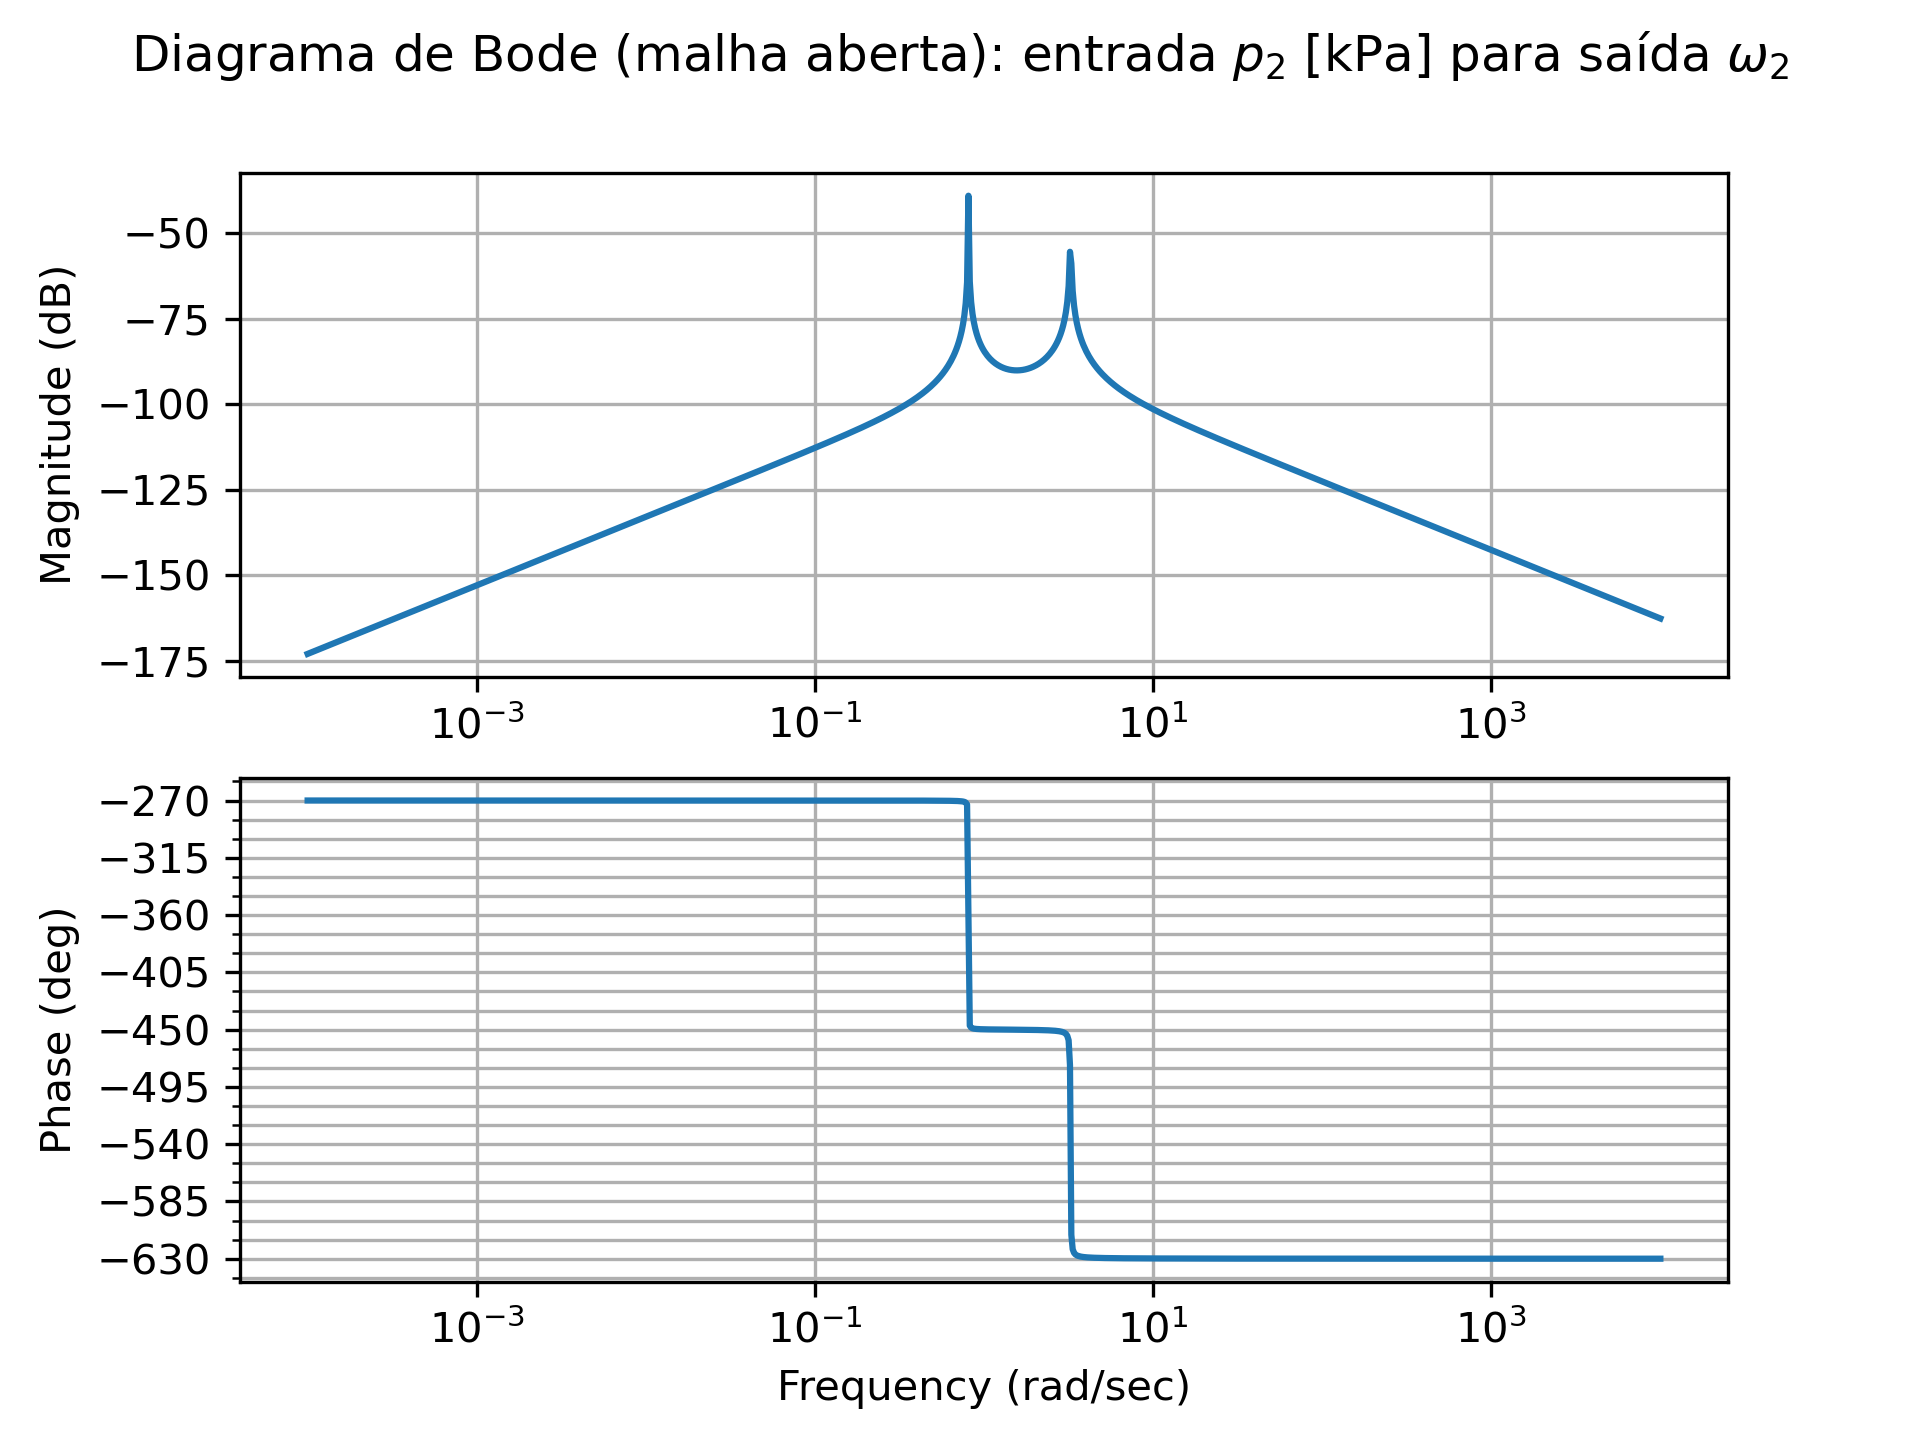 Diagrama de Bode (malha aberta): entrada p₂ [kPa] para saída ω₂
Magnitude (dB)
−50
−75
−100
−125
−150
−175
10⁻³ 10⁻¹ 10¹ 10³
Phase (deg)
−270
−315
−360
−405
−450
−495
−540
−585
−630
10⁻³ 10⁻¹ 10¹ 10³
Frequency (rad/sec)